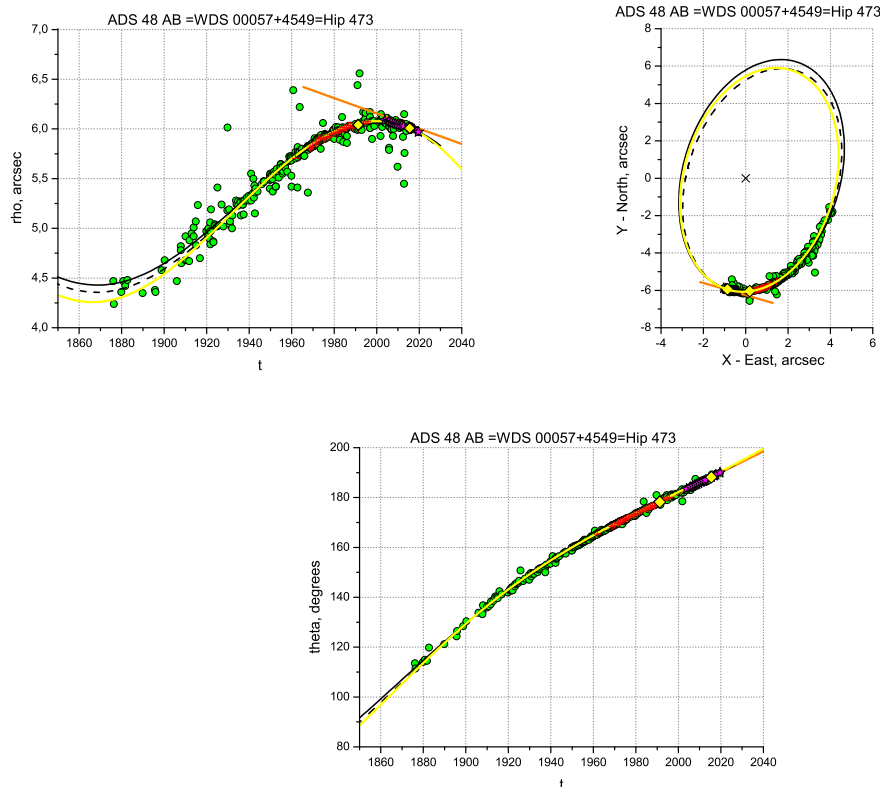 ADS 48 AB =WDS 00057+4549=Hip 473
7,0
6,5
6,0
5,5
5,0
4,5
4,0
rho, arcsec
1860 1880 1900 1920 1940 1960 1980 2000 2020 2040
t
ADS 48 AB =WDS 00057+4549=Hip 473
8
6
4
2
0
-2
-4
-6
-8
Y - North, arcsec
-4 -2 0 2 4 6
X - East, arcsec
ADS 48 AB =WDS 00057+4549=Hip 473
200
180
160
140
120
100
80
theta, degrees
1860 1880 1900 1920 1940 1960 1980 2000 2020 2040
t